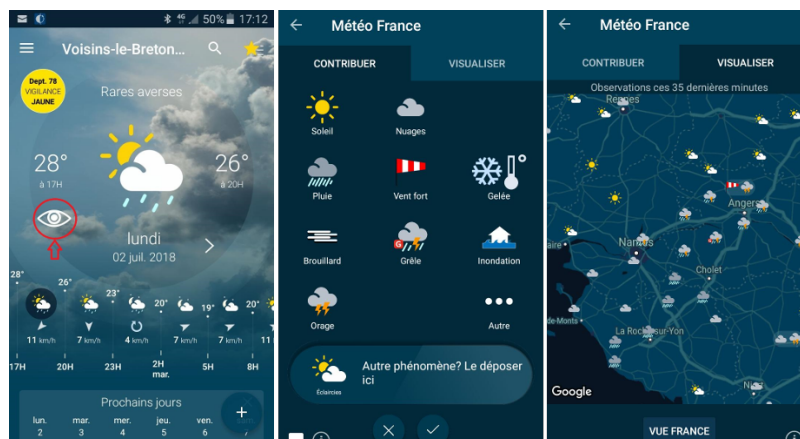 4G 50% 17:12
Voisins-le-Breton...
Dept. 78
VIGILANCE
JAUNE
Rares averses
28°
à 17H
26°
à 20H
lundi
02 juil. 2018
28° 26° 23° 20° 19° 20°
11 km/h 7 km/h 4 km/h 7 km/h 7 km/h 11 km/h
17H 20H 23H 2H 5H 8H
mar.
Prochains jours
lun. mar. mer. jeu. ven.
2 3 4 5 6 7
+
Météo France
CONTRIBUER VISUALISER
Soleil Nuages
Pluie Vent fort Gelée
Brouillard Grêle Inondation
Orage Autre
Éclaircies
Autre phénomène? Le déposer
ici
Météo France
CONTRIBUER VISUALISER
Observations ces 35 dernières minutes
Rennes
Angers
aire
Nantes
Cholet
de-Monts
La Roche-sur-Yon
Google
VUE FRANCE